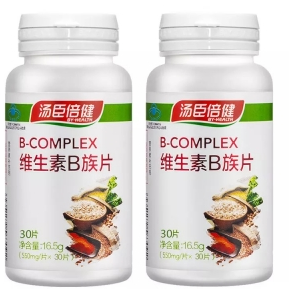 汤臣倍健
BY-HEALTH
B-COMPLEX
维生素B族片
30片
净含量:16.5g
(550mg/片× 30片)
汤臣倍健
BY-HEALTH
B-COMPLEX
维生素B族片
30片
净含量:16.5g
(550mg/片× 30片)